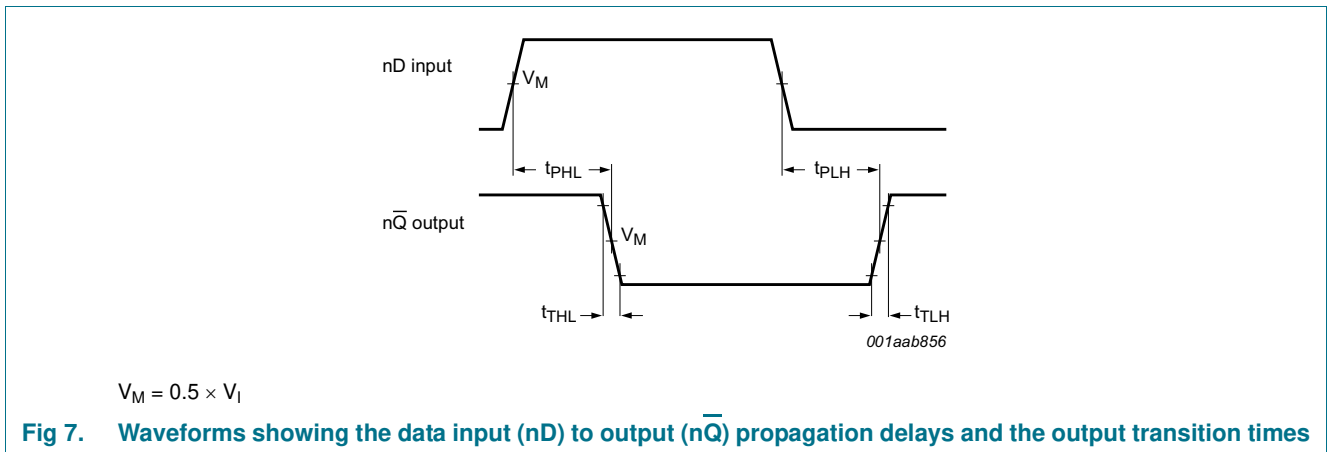 nD input
VM
tPHL
tPLH
nQ̅ output
VM
tTHL
tTLH
001aab856
VM = 0.5 × VI
Fig 7. Waveforms showing the data input (nD) to output (nQ̅) propagation delays and the output transition times